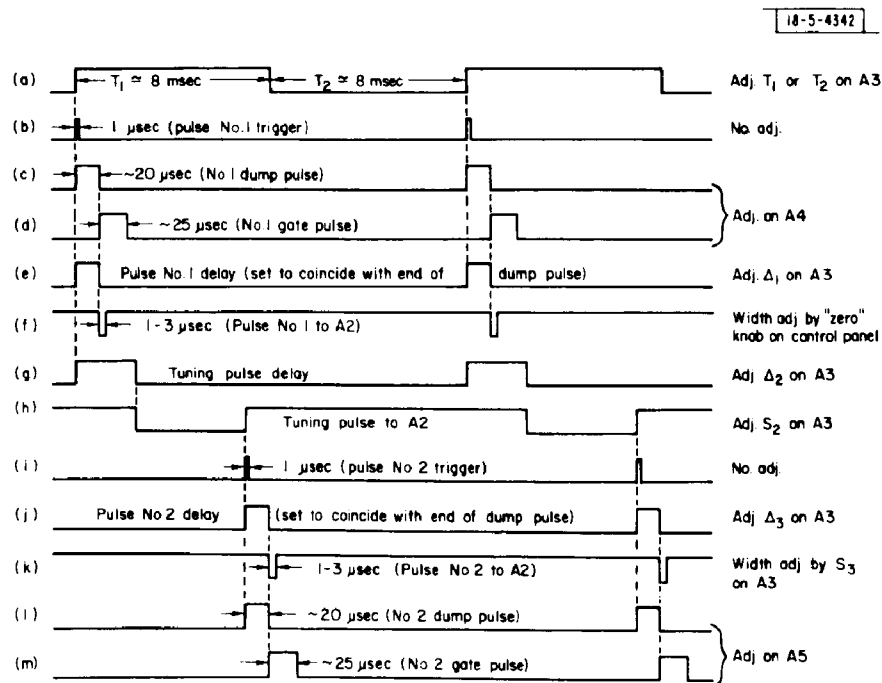 18-5-4342
(a) T₁ ≃ 8 msec T₂ ≃ 8 msec Adj. T₁ or T₂ on A3
(b) 1 μsec (pulse No.1 trigger) No. adj.
(c) ~20 μsec (No 1 dump pulse)
Adj. on A4
(d) ~25 μsec (No.1 gate pulse)
(e) Pulse No.1 delay (set to coincide with end of dump pulse) Adj. Δ₁ on A3
(f) 1-3 μsec (Pulse No 1 to A2) Width adj by "zero"
knob on control panel
(g) Tuning pulse delay Adj Δ₂ on A3
(h) Tuning pulse to A2 Adj. S₂ on A3
(i) 1 μsec (pulse No 2 trigger) No adj.
(j) Pulse No 2 delay (set to coincide with end of dump pulse) Adj Δ₃ on A3
(k) 1-3 μsec (Pulse No 2 to A2) Width adj by S₃
on A3
(l) ~20 μsec (No 2 dump pulse)
Adj on A5
(m) ~25 μsec (No 2 gate pulse)